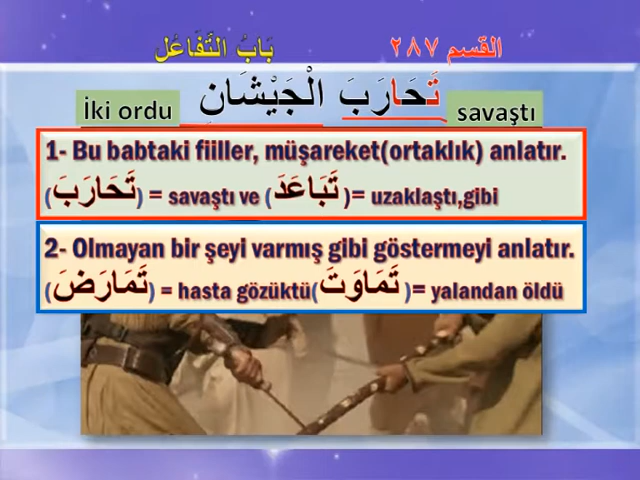 القسم ٢٨٧
بَابُ التَّفَاعُل
تَحَارَبَ الْجَيْشَانِ
İki ordu
savaştı
1- Bu babtaki fiiller, müşareket(ortaklık) anlatır.
(تَحَارَبَ) = savaştı ve (تَبَاعَدَ )= uzaklaştı,gibi
2- Olmayan bir şeyi varmış gibi göstermeyi anlatır.
(تَمَارَضَ) = hasta gözüktü(تَمَاوَتَ )= yalandan öldü